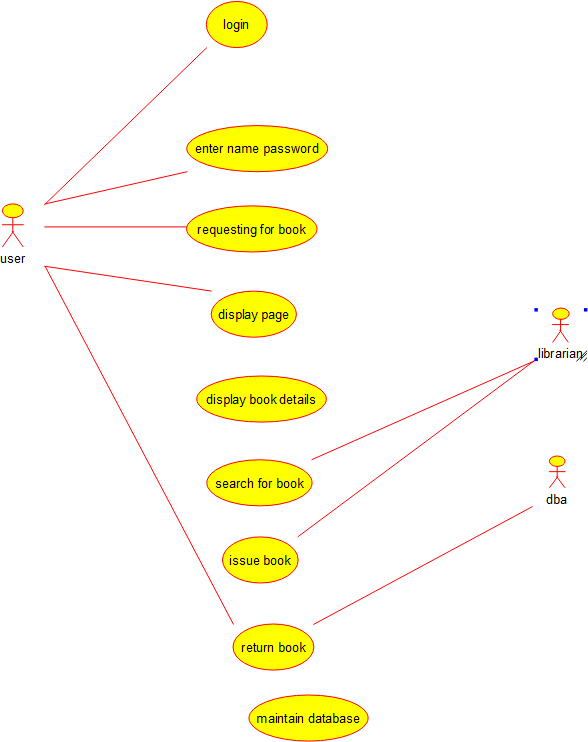 login
enter name password
user
requesting for book
display page
librarian
display book details
search for book
dba
issue book
return book
maintain database